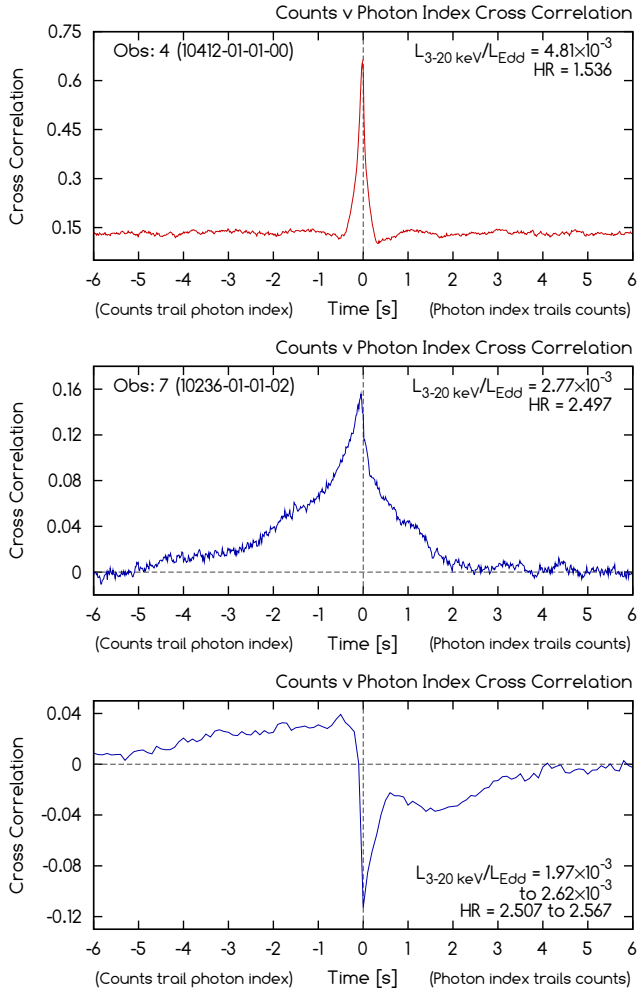 Counts v Photon Index Cross Correlation
Obs: 4 (10412-01-01-00)
L3-20 keV/LEdd = 4.81×10-3
HR = 1.536
0.75
0.6
0.45
0.3
0.15
Cross Correlation
-6 -5 -4 -3 -2 -1 0 1 2 3 4 5 6
(Counts trail photon index) Time [s] (Photon index trails counts)
Counts v Photon Index Cross Correlation
Obs: 7 (10236-01-01-02)
L3-20 keV/LEdd = 2.77×10-3
HR = 2.497
0.16
0.12
0.08
0.04
0
Cross Correlation
-6 -5 -4 -3 -2 -1 0 1 2 3 4 5 6
(Counts trail photon index) Time [s] (Photon index trails counts)
Counts v Photon Index Cross Correlation
0.04
0
-0.04
-0.08
-0.12
Cross Correlation
L3-20 keV/LEdd = 1.97×10-3
to 2.62×10-3
HR = 2.507 to 2.567
-6 -5 -4 -3 -2 -1 0 1 2 3 4 5 6
(Counts trail photon index) Time [s] (Photon index trails counts)